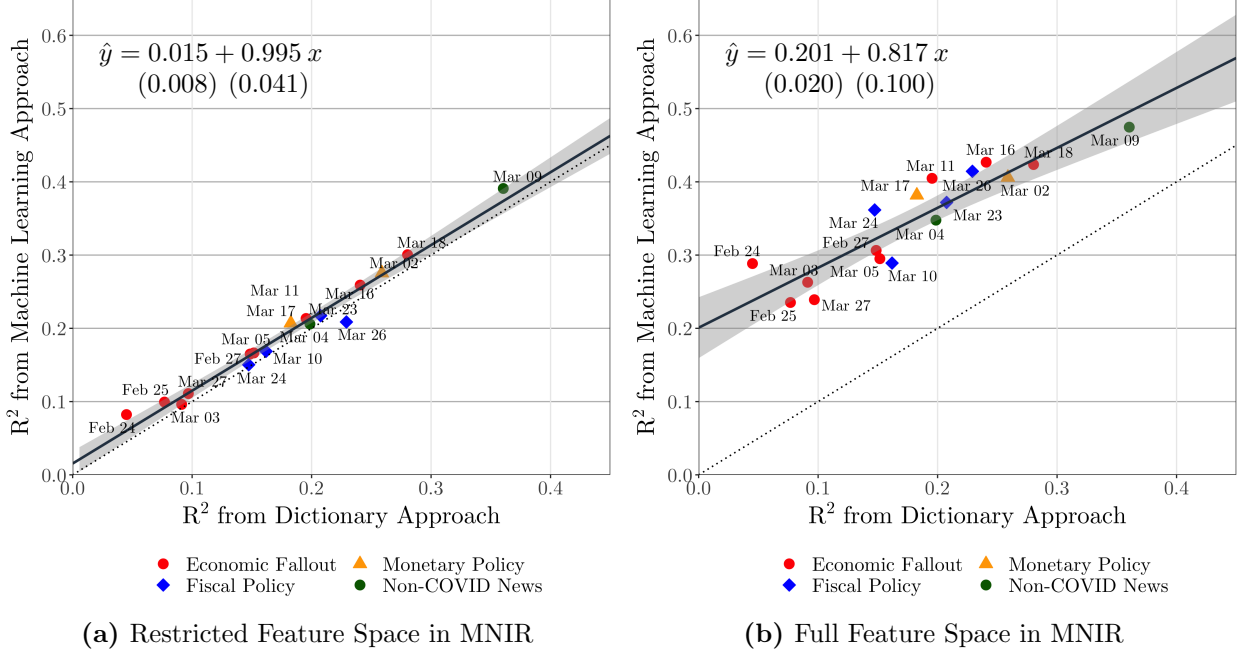 R² from Machine Learning Approach
0.6
0.5
0.4
0.3
0.2
0.1
0.0
ŷ = 0.015 + 0.995 x
(0.008) (0.041)
Mar 09
Mar 18
Mar 02
Mar 11
Mar 16
Mar 17
Mar 23
Mar 05
Mar 04
Mar 26
Feb 27
Mar 10
Mar 24
Feb 25
Mar 27
Mar 03
Feb 24
0.0
0.1
0.2
0.3
0.4
R² from Dictionary Approach
Economic Fallout
Monetary Policy
Fiscal Policy
Non-COVID News
(a) Restricted Feature Space in MNIR
R² from Machine Learning Approach
0.6
0.5
0.4
0.3
0.2
0.1
0.0
ŷ = 0.201 + 0.817 x
(0.020) (0.100)
Mar 09
Mar 16
Mar 18
Mar 11
Mar 17
Mar 26
Mar 02
Mar 24
Mar 23
Feb 27
Mar 04
Feb 24
Mar 03
Mar 05
Mar 10
Feb 25
Mar 27
0.0
0.1
0.2
0.3
0.4
R² from Dictionary Approach
Economic Fallout
Monetary Policy
Fiscal Policy
Non-COVID News
(b) Full Feature Space in MNIR